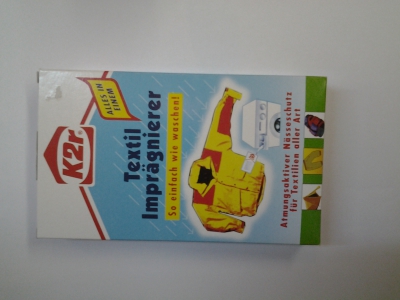 ALLES IN
EINEM
K2r
Textil
Imprägnierer
So einfach wie waschen!
Atmungsaktiver Nässeschutz
für Textilien aller Art